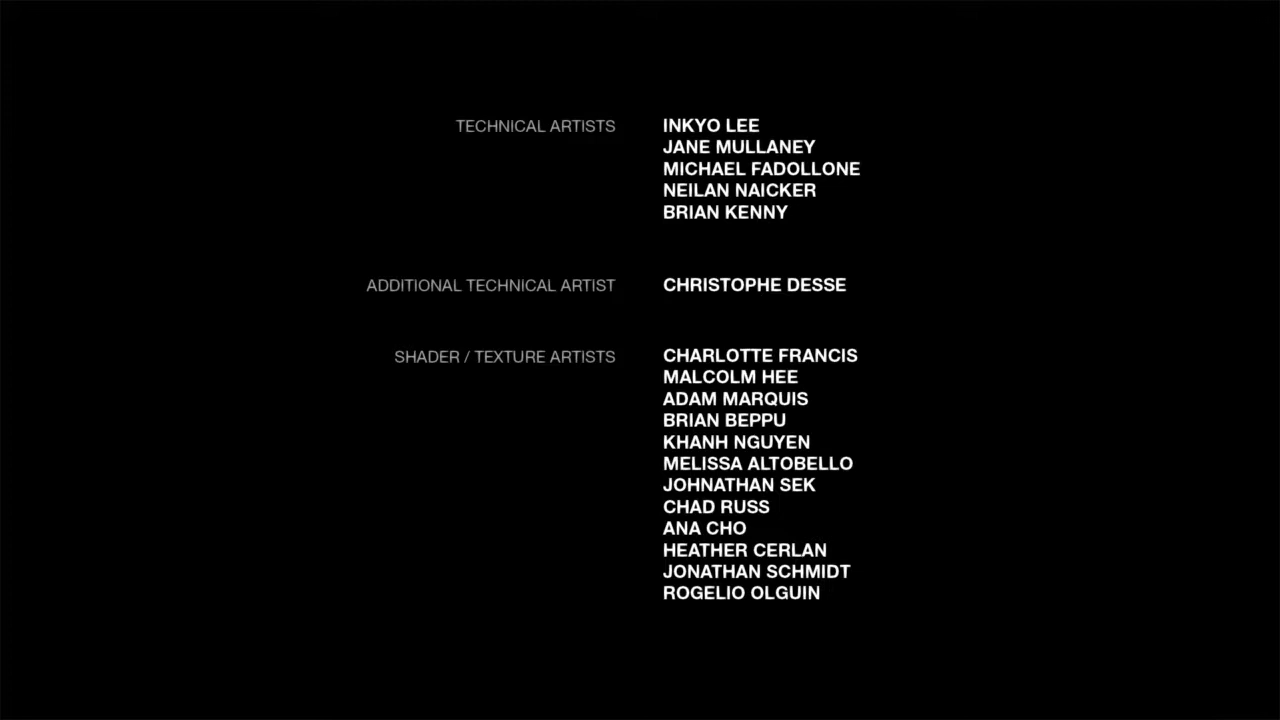 TECHNICAL ARTISTS INKYO LEE
JANE MULLANEY
MICHAEL FADOLLONE
NEILAN NAICKER
BRIAN KENNY
ADDITIONAL TECHNICAL ARTIST CHRISTOPHE DESSE
SHADER / TEXTURE ARTISTS CHARLOTTE FRANCIS
MALCOLM HEE
ADAM MARQUIS
BRIAN BEPPU
KHANH NGUYEN
MELISSA ALTOBELLO
JOHNATHAN SEK
CHAD RUSS
ANA CHO
HEATHER CERLAN
JONATHAN SCHMIDT
ROGELIO OLGUIN